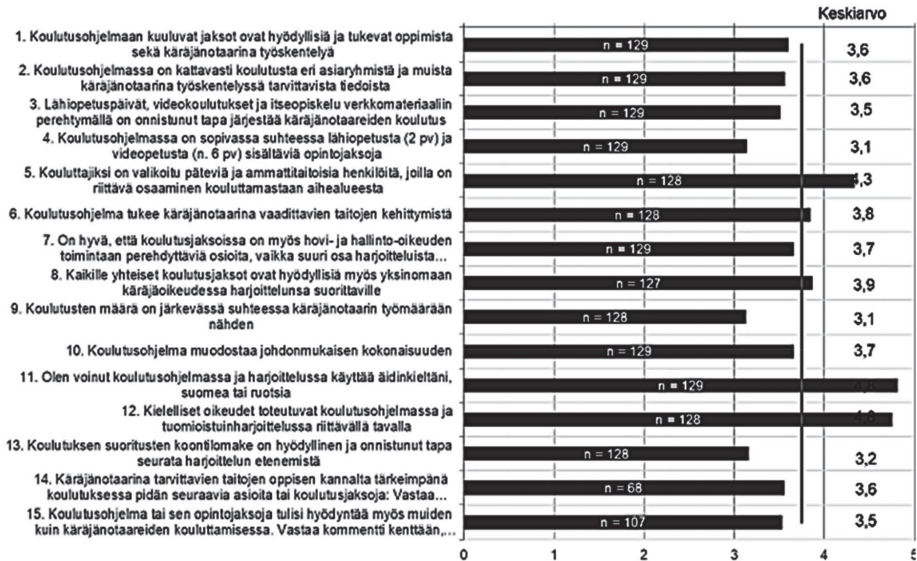 Keskiarvo
1. Koulutusohjelmaan kuuluvat jaksot ovat hyödyllisiä ja tukevat oppimista
sekä käräjänotaarina työskentelyä
n = 129
3,6
2. Koulutusohjelmassa on kattavasti koulutusta eri asiaryhmistä ja muista
käräjänotaarina työskentelyssä tarvittavista tiedoista
n = 129
3,6
3. Lähiopetuspäivät, videokoulutukset ja itseopiskelu verkkomateriaaliin
perehtymällä on onnistunut tapa järjestää käräjänotaareiden koulutus
n = 129
3,5
4. Koulutusohjelmassa on sopivassa suhteessa lähiopetusta (2 pv) ja
videopetusta (n. 6 pv) sisältäviä opintojaksoja
n = 129
3,1
5. Kouluttajiksi on valikoitu päteviä ja ammattitaitoisia henkilöitä, joilla on
riittävä osaaminen kouluttamastaan aihealueesta
n = 128
4,3
6. Koulutusohjelma tukee käräjänotaarina vaadittavien taitojen kehittymistä
n = 128
3,8
7. On hyvä, että koulutusjaksoissa on myös hovi- ja hallinto-oikeuden
toimintaan perehdyttäviä osioita, vaikka suuri osa harjoitteluista…
n = 129
3,7
8. Kaikille yhteiset koulutusjaksot ovat hyödyllisiä myös yksinomaan
käräjäoikeudessa harjoittelunsa suorittaville
n = 127
3,9
9. Koulutusten määrä on järkevässä suhteessa käräjänotaarin työmäärään
nähden
n = 128
3,1
10. Koulutusohjelma muodostaa johdonmukaisen kokonaisuuden
n = 129
3,7
11. Olen voinut koulutusohjelmassa ja harjoittelussa käyttää äidinkieltäni,
suomea tai ruotsia
n = 129
4,8
12. Kielelliset oikeudet toteutuvat koulutusohjelmassa ja
tuomioistuinharjoittelussa riittävällä tavalla
n = 128
13. Koulutuksen suoritusten koontilomake on hyödyllinen ja onnistunut tapa
seurata harjoittelun etenemistä
n = 128
3,2
14. Käräjänotaarina tarvittavien taitojen oppisen kannalta tärkeimpänä
koulutuksessa pidän seuraavia asioita tai koulutusjaksoja: Vastaa…
n = 68
3,6
15. Koulutusohjelma tai sen opintojaksoja tulisi hyödyntää myös muiden
kuin käräjänotaareiden kouluttamisessa. Vastaa kommentti kenttään,…
n = 107
3,5
0 1 2 3 4 5